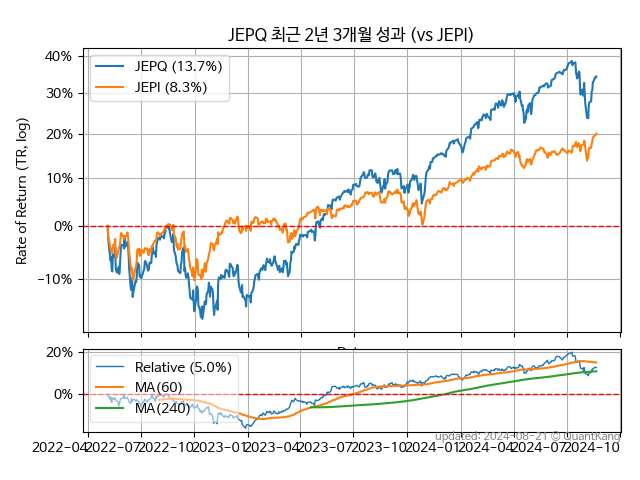 JEPQ 최근 2년 3개월 성과 (vs JEPI)
Rate of Return (TR, log)
40%
30%
20%
10%
0%
−10%
JEPQ (13.7%)
JEPI (8.3%)
20%
0%
Relative (5.0%)
MA(60)
MA(240)
updated: 2024-08-21 © QuantKang
2022-04
2022-07
2022-10
2023-01
2023-04
2023-07
2023-10
2024-01
2024-04
2024-07
2024-10